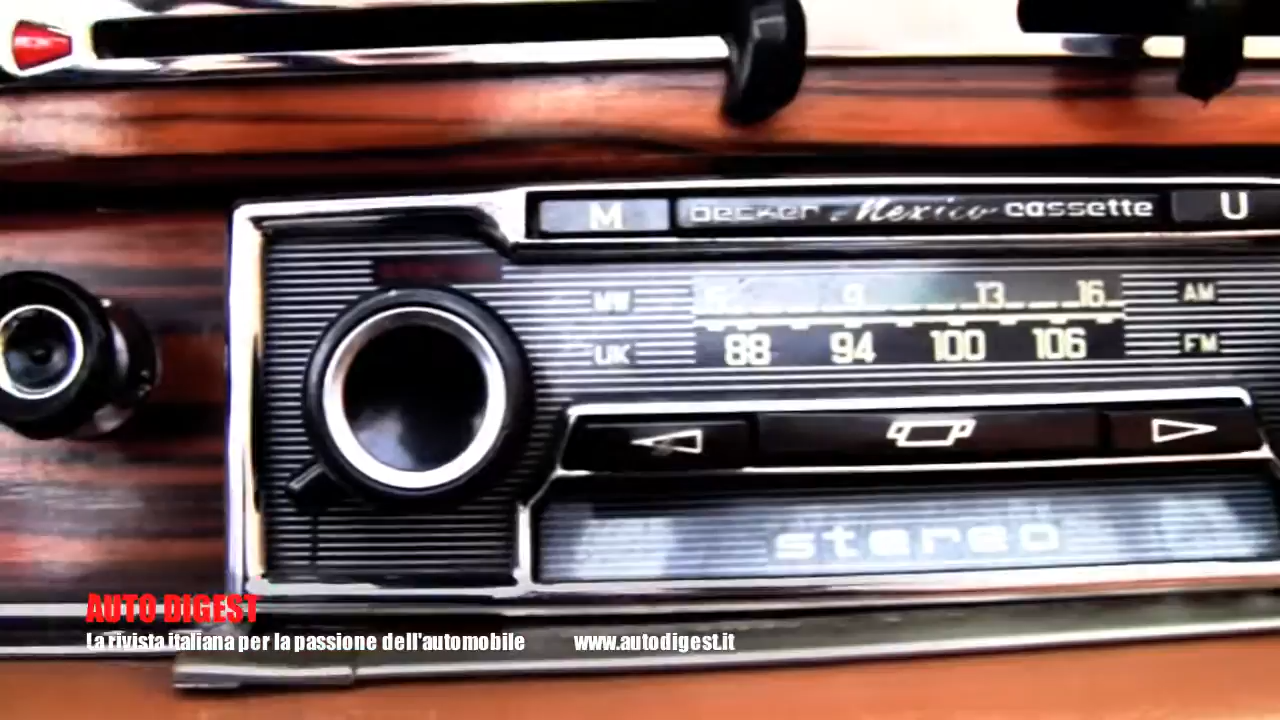 M becker Mexico cassette U
MW 9 13 16 AM
UK 88 94 100 106 FM
stereo
AUTO DIGEST
La rivista italiana per la passione dell'automobile www.autodigest.it